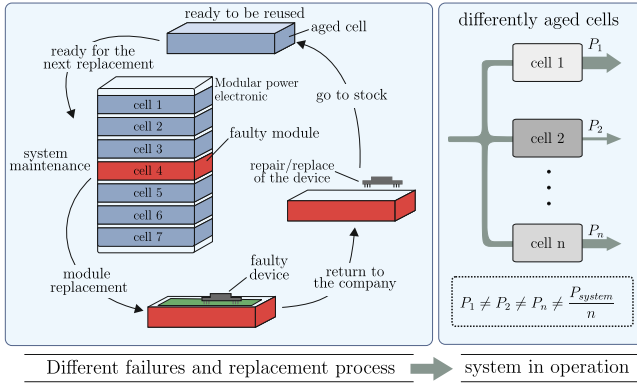 ready to be reused
aged cell
ready for the
next replacement
Modular power
electronic
cell 1
cell 2
cell 3
cell 4
cell 5
cell 6
cell 7
faulty module
system
maintenance
go to stock
repair/replace
of the device
module
replacement
faulty
device
return to
the company
differently aged cells
cell 1
P₁
cell 2
P₂
cell n
Pₙ
P₁ ≠ P₂ ≠ Pₙ ≠ P_system/n
Different failures and replacement process
system in operation